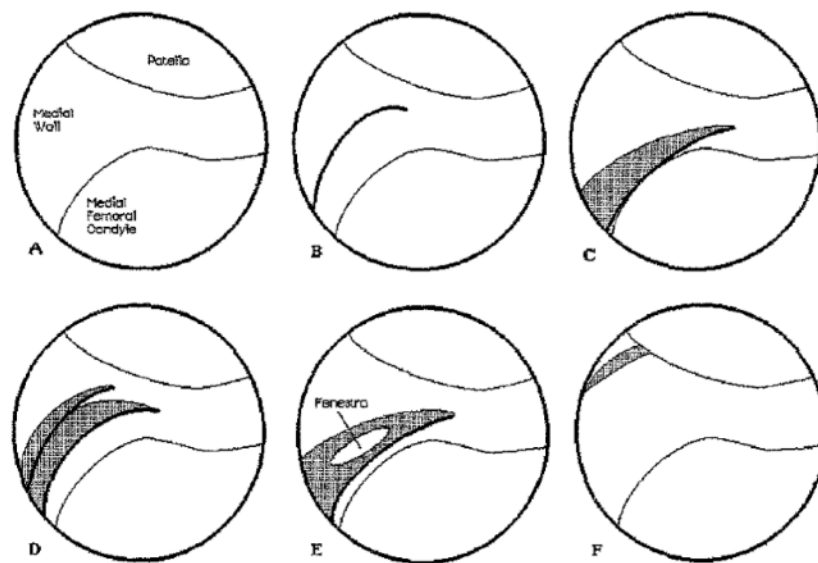 Patella
Medial
Wall
Medial
Femoral
Condyle
A
B
C
Fenestra
D
E
F